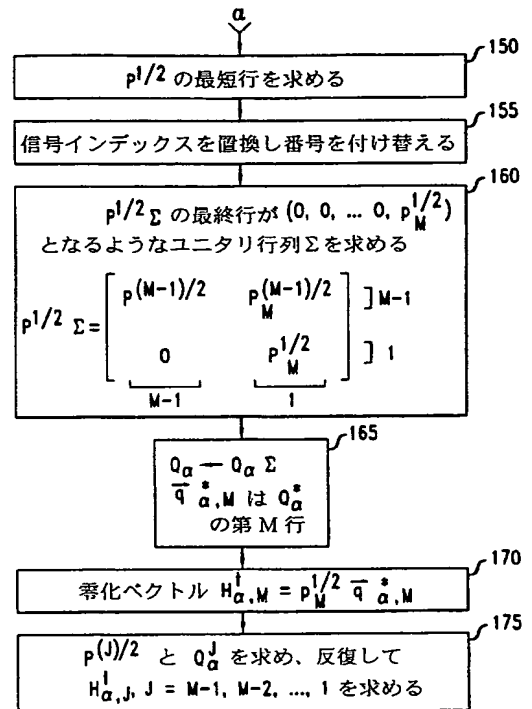 α
150
P^{1/2} の最短行を求める
155
信号インデックスを置換し番号を付け替える
160
P^{1/2} Σ の最終行が (0, 0, ... 0, p_M^{1/2})
となるようなユニタリ行列 Σ を求める
P^{1/2} Σ = [ P^{(M-1)/2} P_M^{(M-1)/2} ] ] M-1
[ 0 P_M^{1/2} ] ] 1
M-1 1
165
Q_α ← Q_α Σ
\vec{q}^*_{α,M} は Q^*_α
の第 M 行
170
零化ベクトル H^†_{α,M} = p_M^{1/2} \vec{q}^*_{α,M}
175
P^{(J)/2} と Q^J_α を求め、反復して
H^†_{α,J}, J = M-1, M-2, ..., 1 を求める